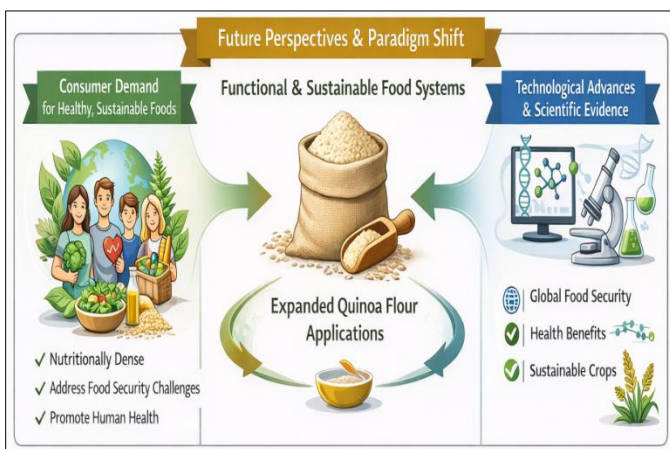 Future Perspectives & Paradigm Shift
Consumer Demand
for Healthy, Sustainable Foods
✓ Nutritionally Dense
✓ Address Food Security Challenges
✓ Promote Human Health
Functional & Sustainable Food Systems
Expanded Quinoa Flour
Applications
Technological Advances
& Scientific Evidence
Global Food Security
Health Benefits
Sustainable Crops